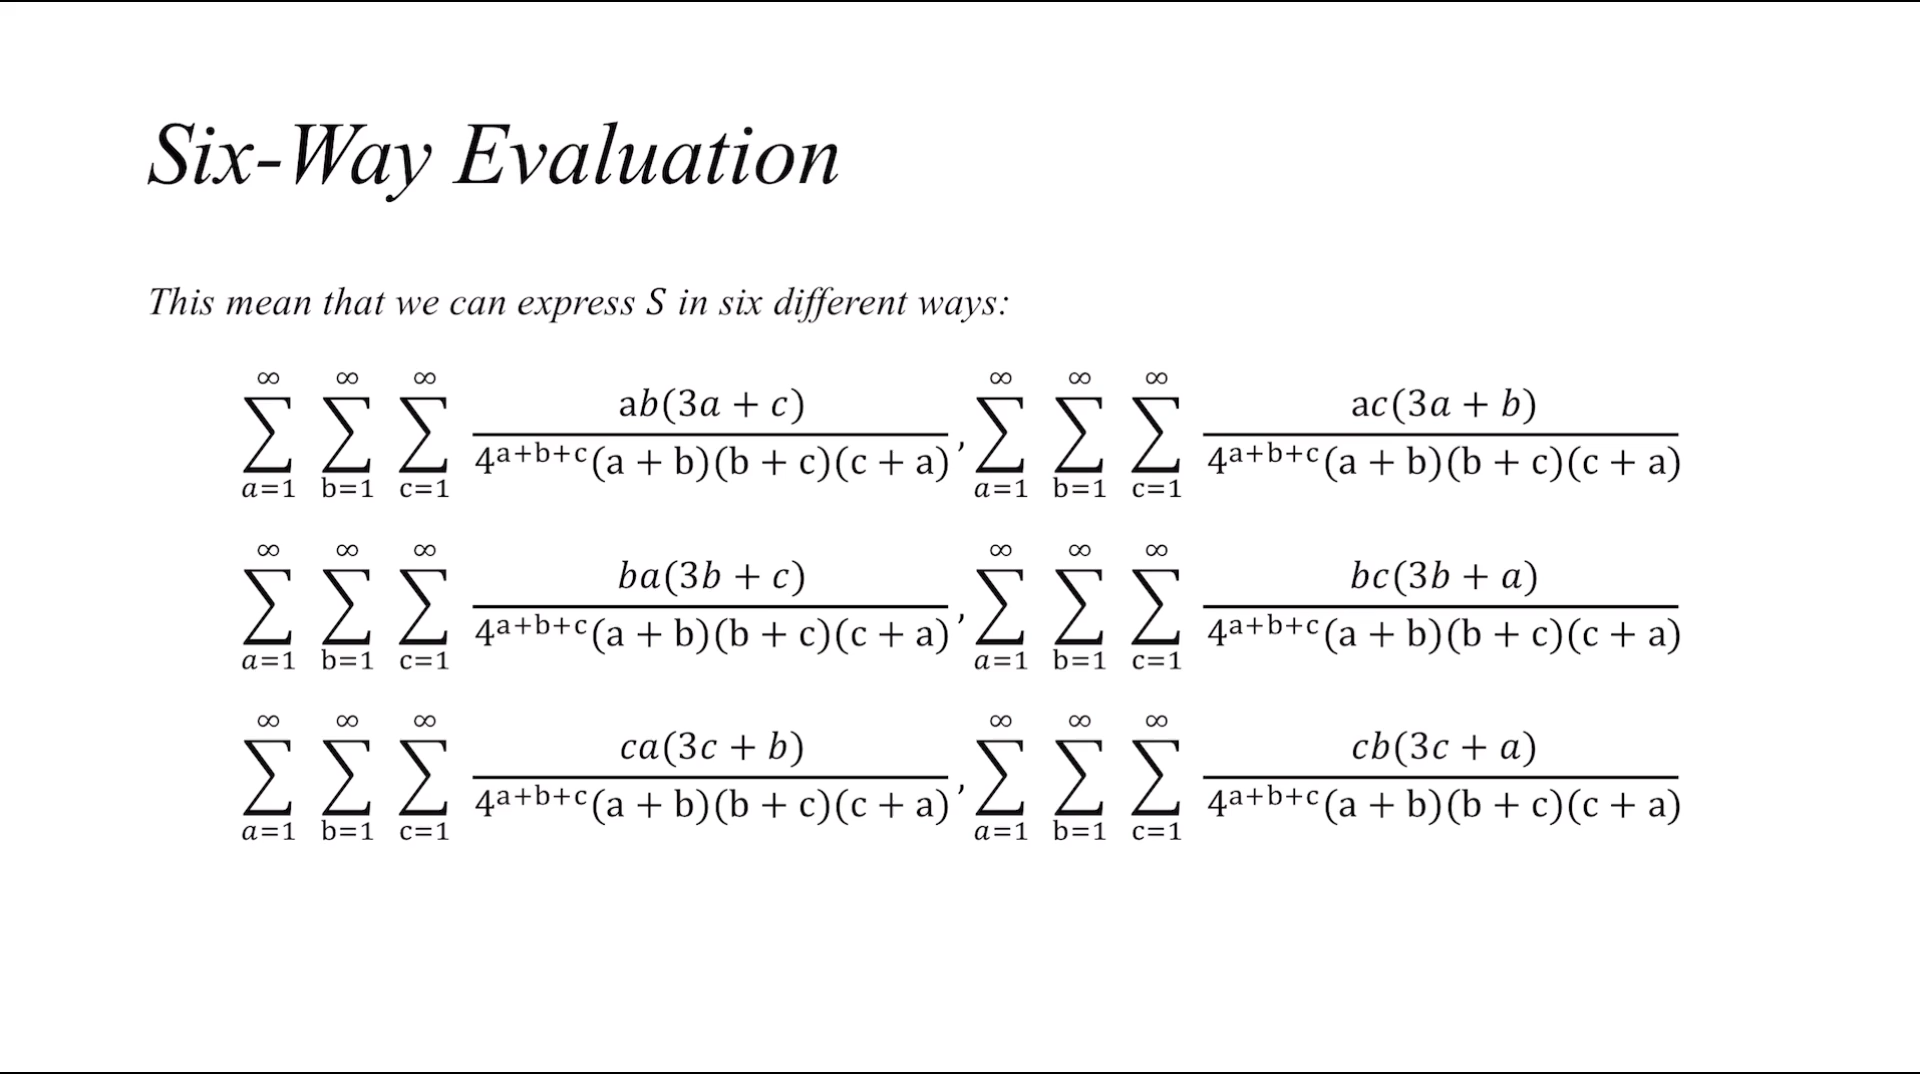 Six-Way Evaluation
This mean that we can express S in six different ways:
∞ ∞ ∞ ∞ ∞ ∞
∑ ∑ ∑ ab(3a + c) / 4^(a+b+c)(a + b)(b + c)(c + a), ∑ ∑ ∑ ac(3a + b) / 4^(a+b+c)(a + b)(b + c)(c + a)
a=1 b=1 c=1 a=1 b=1 c=1
∞ ∞ ∞ ∞ ∞ ∞
∑ ∑ ∑ ba(3b + c) / 4^(a+b+c)(a + b)(b + c)(c + a), ∑ ∑ ∑ bc(3b + a) / 4^(a+b+c)(a + b)(b + c)(c + a)
a=1 b=1 c=1 a=1 b=1 c=1
∞ ∞ ∞ ∞ ∞ ∞
∑ ∑ ∑ ca(3c + b) / 4^(a+b+c)(a + b)(b + c)(c + a), ∑ ∑ ∑ cb(3c + a) / 4^(a+b+c)(a + b)(b + c)(c + a)
a=1 b=1 c=1 a=1 b=1 c=1